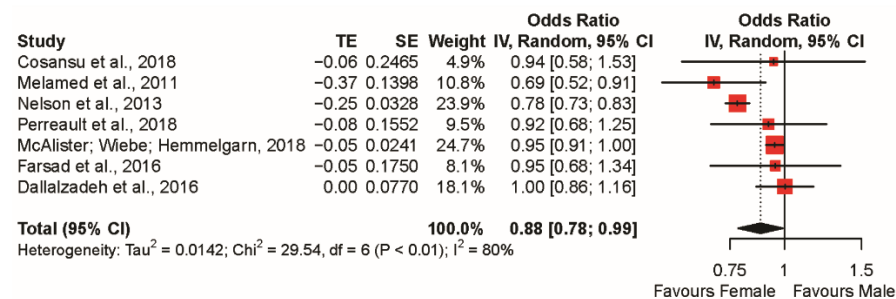 Odds Ratio Odds Ratio
Study TE SE Weight IV, Random, 95% CI IV, Random, 95% CI
Cosansu et al., 2018 −0.06 0.2465 4.9% 0.94 [0.58; 1.53]
Melamed et al., 2011 −0.37 0.1398 10.8% 0.69 [0.52; 0.91]
Nelson et al., 2013 −0.25 0.0328 23.9% 0.78 [0.73; 0.83]
Perreault et al., 2018 −0.08 0.1552 9.5% 0.92 [0.68; 1.25]
McAlister; Wiebe; Hemmelgarn, 2018 −0.05 0.0241 24.7% 0.95 [0.91; 1.00]
Farsad et al., 2016 −0.05 0.1750 8.1% 0.95 [0.68; 1.34]
Dallalzadeh et al., 2016 0.00 0.0770 18.1% 1.00 [0.86; 1.16]
Total (95% CI) 100.0% 0.88 [0.78; 0.99]
Heterogeneity: Tau² = 0.0142; Chi² = 29.54, df = 6 (P < 0.01); I² = 80%
0.75 1 1.5
Favours Female Favours Male